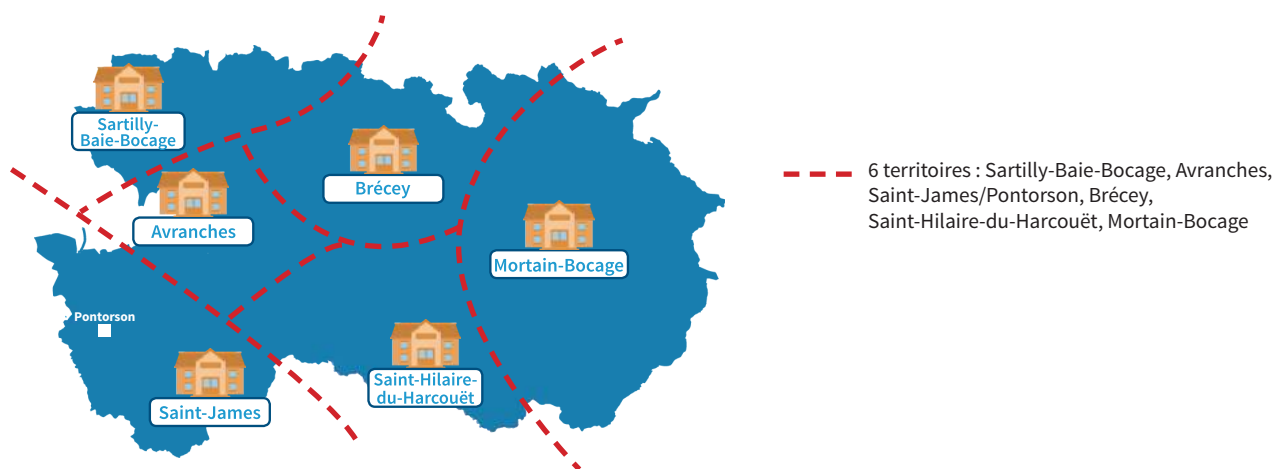 Sartilly-
Baie-Bocage
Brécey
Avranches
Mortain-Bocage
Pontorson
Saint-Hilaire-
du-Harcouët
Saint-James
6 territoires : Sartilly-Baie-Bocage, Avranches,
Saint-James/Pontorson, Brécey,
Saint-Hilaire-du-Harcouët, Mortain-Bocage